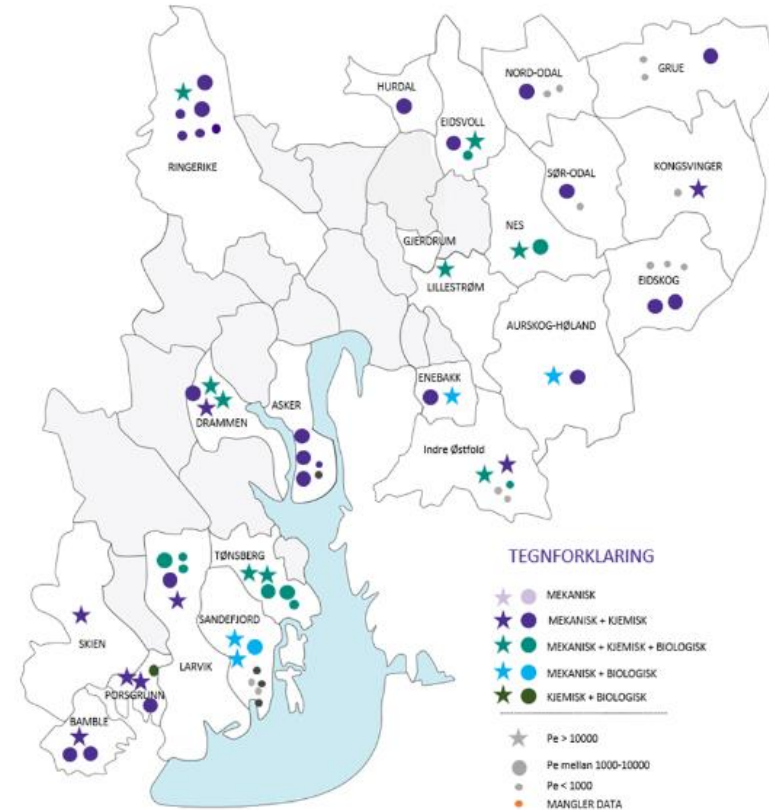 NORD-ODAL
GRUE
HURDAL
EIDSVOLL
RINGERIKE
SØR-ODAL
KONGSVINGER
NES
GJERDRUM
LILLESTRØM
EIDSKOG
AURSKOG-HØLAND
ENEBAKK
ASKER
DRAMMEN
Indre Østfold
TØNSBERG
SANDEFJORD
SKIEN
LARVIK
PORSGRUNN
BAMBLE
TEGNFORKLARING
MEKANISK
MEKANISK + KJEMISK
MEKANISK + KJEMISK + BIOLOGISK
MEKANISK + BIOLOGISK
KJEMISK + BIOLOGISK
Pe > 10000
Pe mellan 1000-10000
Pe < 1000
MANGLER DATA